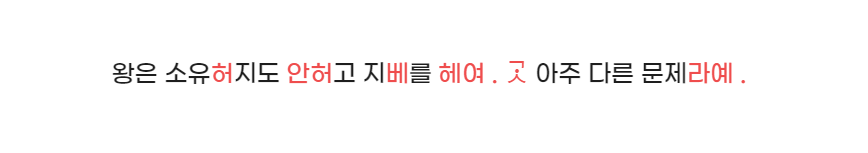 왕은 소유허지도 안허고 지베를 헤여 . ᄀᆞᆺ 아주 다른 문제라예 .